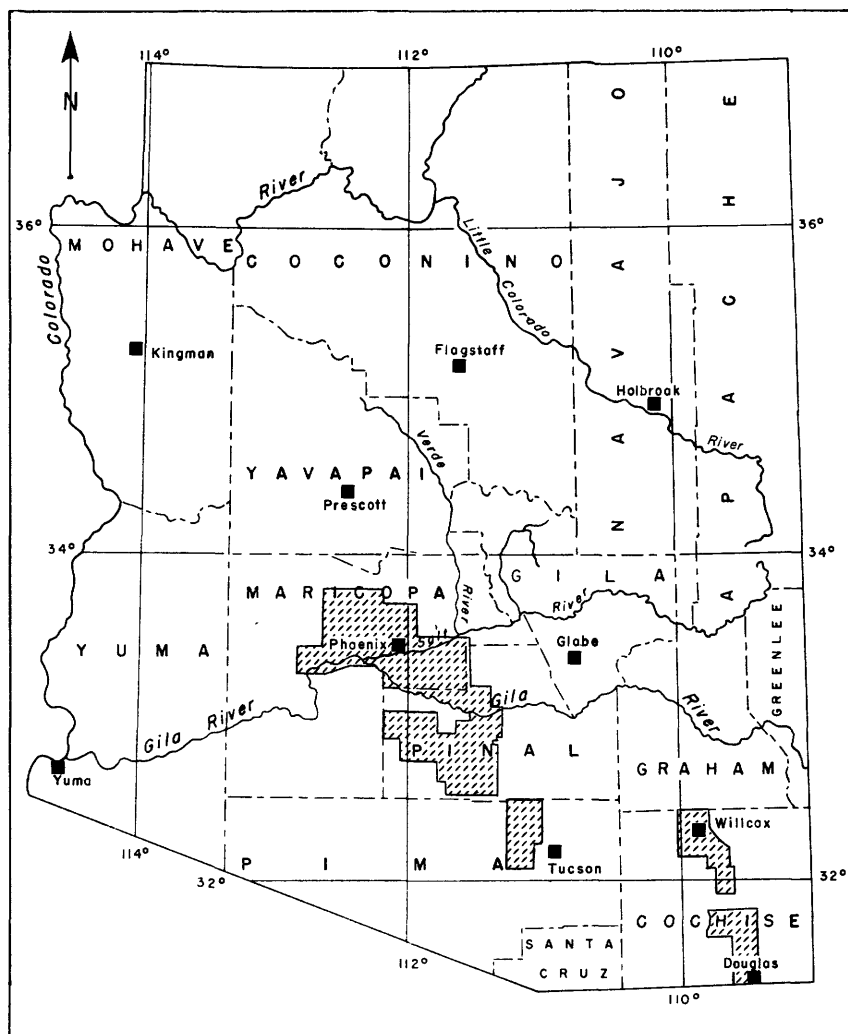 114°
112°
110°
N
River
36°
36°
MOHAVE
COCONINO
NAVAJO
APACHE
Colorado
Little
Colorado
River
Kingman
Flagstaff
Holbrook
Verde
River
YAVAPAI
Prescott
34°
34°
MARICOPA
GILA
YUMA
Phoenix
Salt
River
Globe
GREENLEE
Gila
River
Gila
River
PINAL
GRAHAM
Yuma
Willcox
114°
32°
PIMA
Tucson
32°
COCHISE
SANTA
CRUZ
Douglas
112°
110°